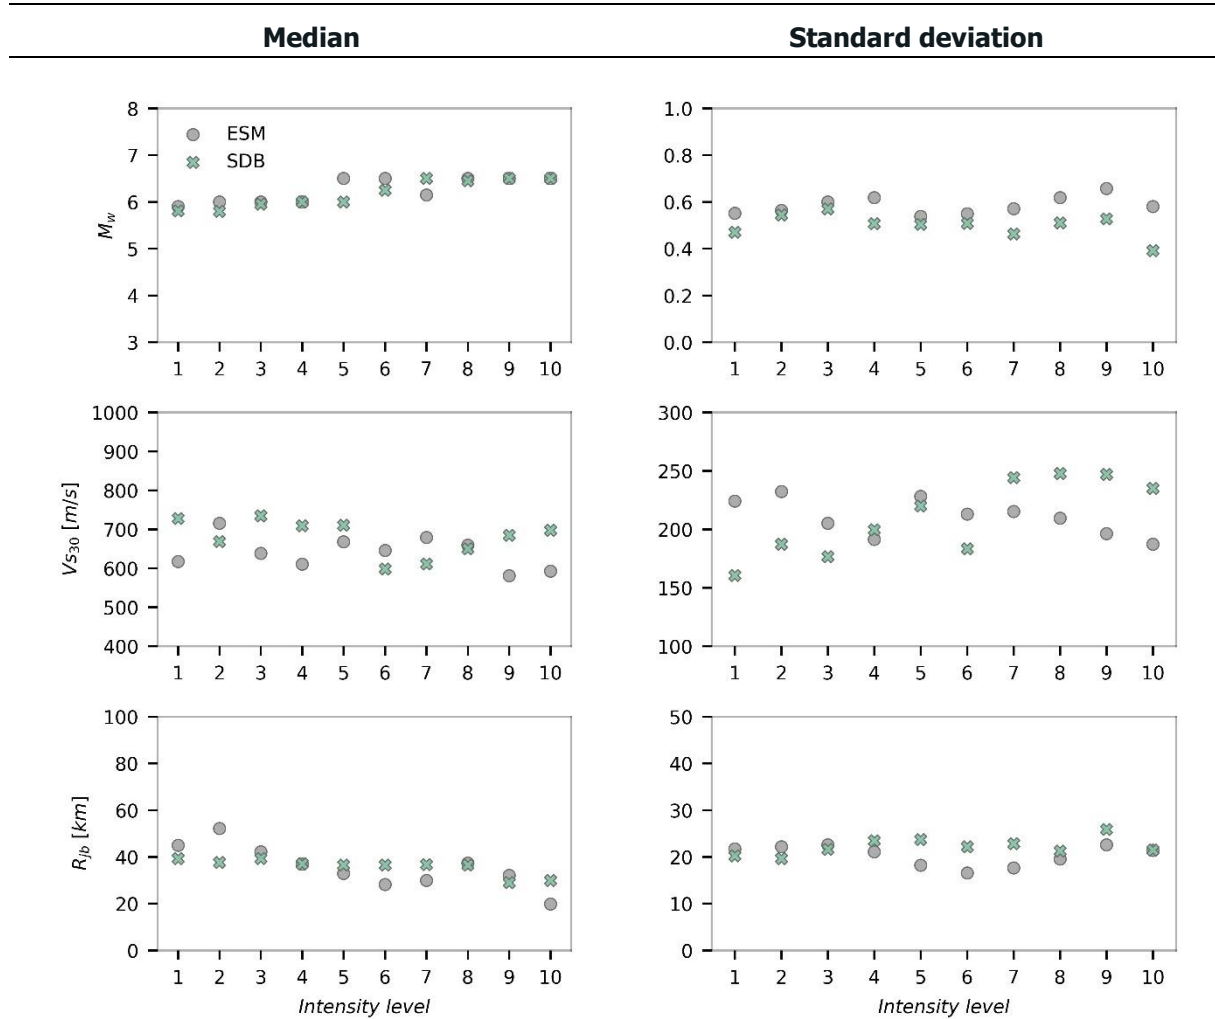 Median Standard deviation
8
7
6
5
4
3
M_w
ESM
SDB
1 2 3 4 5 6 7 8 9 10
1.0
0.8
0.6
0.4
0.2
0.0
1 2 3 4 5 6 7 8 9 10
1000
900
800
700
600
500
400
Vs_30 [m/s]
1 2 3 4 5 6 7 8 9 10
300
250
200
150
100
1 2 3 4 5 6 7 8 9 10
100
80
60
40
20
0
R_jb [km]
1 2 3 4 5 6 7 8 9 10
Intensity level
50
40
30
20
10
0
1 2 3 4 5 6 7 8 9 10
Intensity level